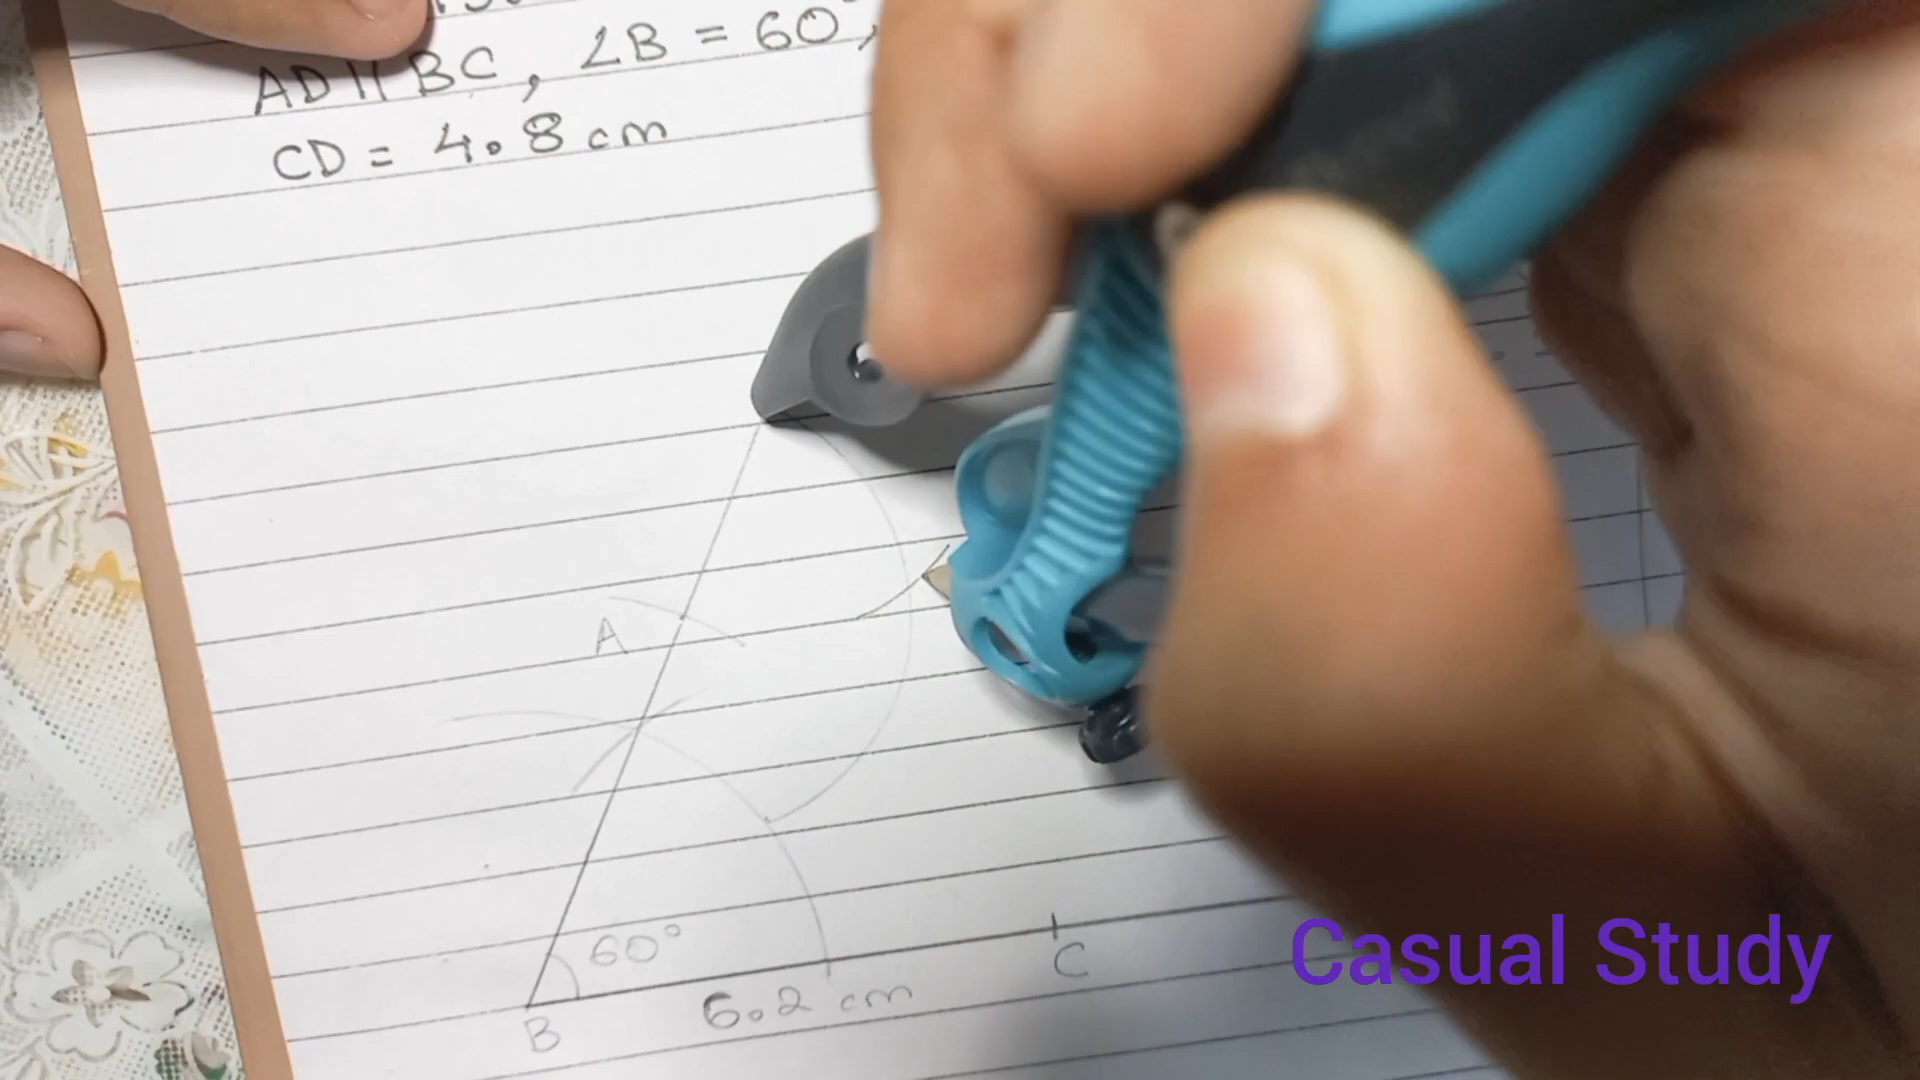 AD || BC, ∠B = 60°,
CD = 4.8 cm
A
60°
C
6.2 cm
B
Casual Study